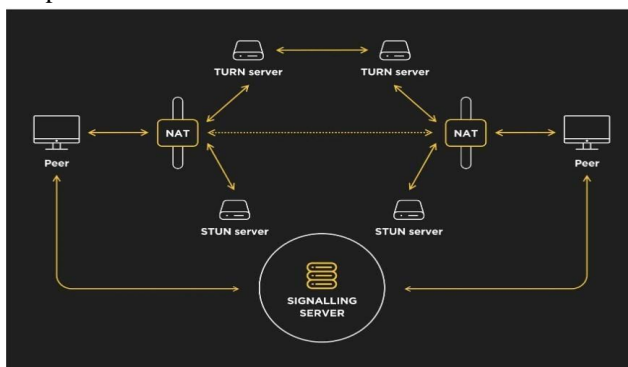 TURN server
TURN server
NAT
NAT
Peer
Peer
STUN server
STUN server
SIGNALLING
SERVER